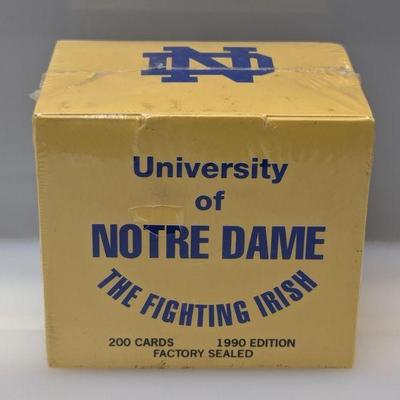 ND
University
of
NOTRE DAME
THE FIGHTING IRISH
200 CARDS 1990 EDITION
FACTORY SEALED